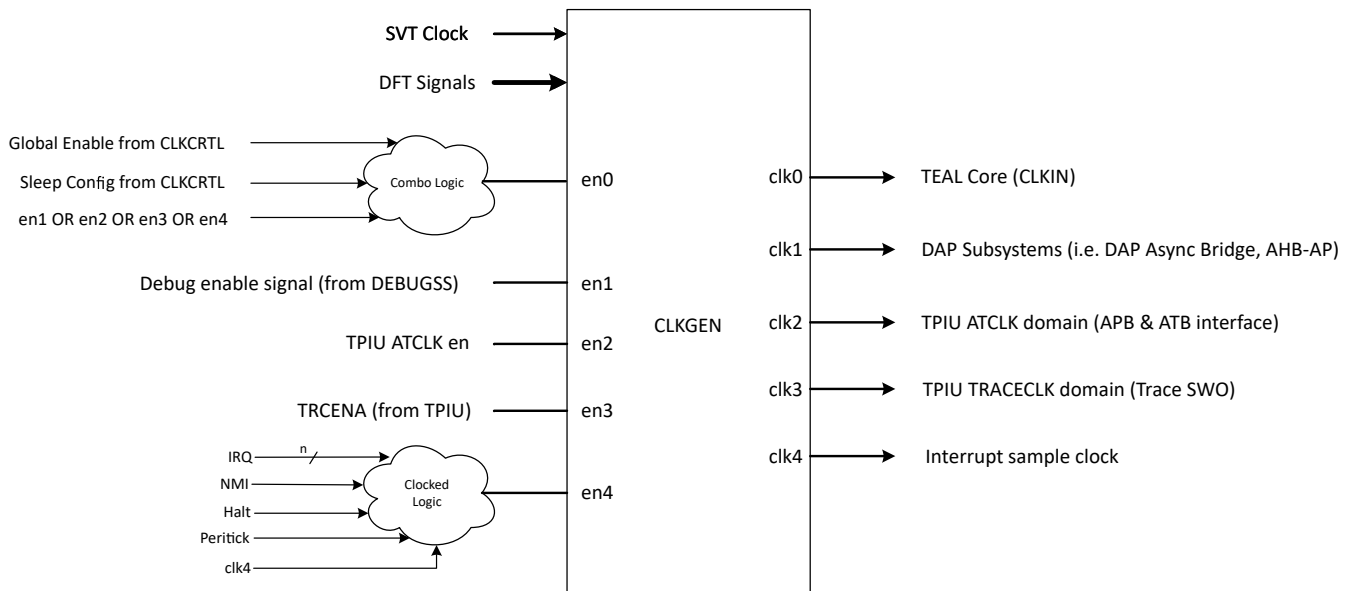 SVT Clock
DFT Signals
Global Enable from CLKCRTL
Sleep Config from CLKCRTL
en1 OR en2 OR en3 OR en4
Combo Logic
en0
Debug enable signal (from DEBUGSS)
en1
TPIU ATCLK en
en2
TRCENA (from TPIU)
en3
IRQ
n
NMI
Halt
Peritick
clk4
Clocked
Logic
en4
CLKGEN
clk0
TEAL Core (CLKIN)
clk1
DAP Subsystems (i.e. DAP Async Bridge, AHB-AP)
clk2
TPIU ATCLK domain (APB & ATB interface)
clk3
TPIU TRACECLK domain (Trace SWO)
clk4
Interrupt sample clock